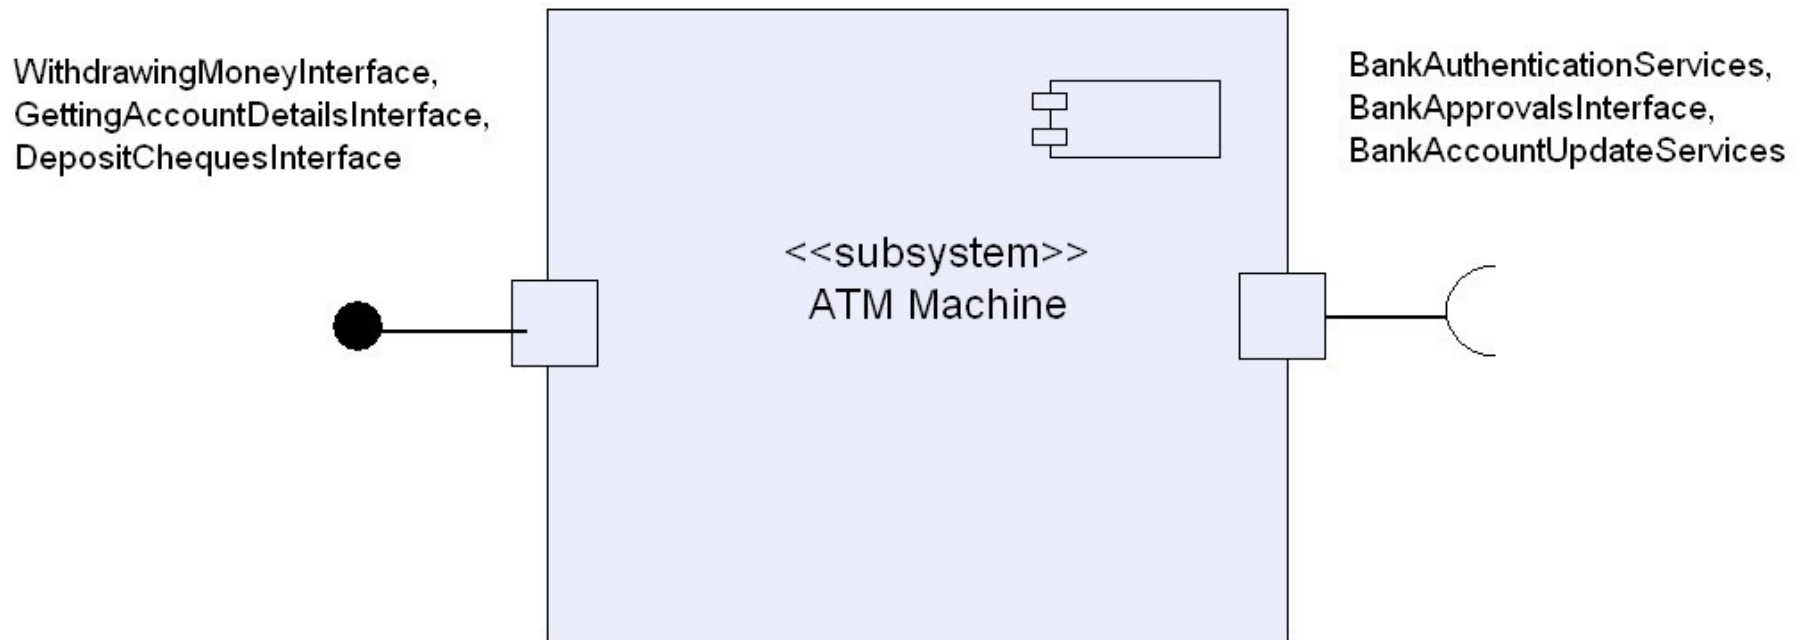 WithdrawingMoneyInterface,
GettingAccountDetailsInterface,
DepositChequesInterface
<<subsystem>>
ATM Machine
BankAuthenticationServices,
BankApprovalsInterface,
BankAccountUpdateServices